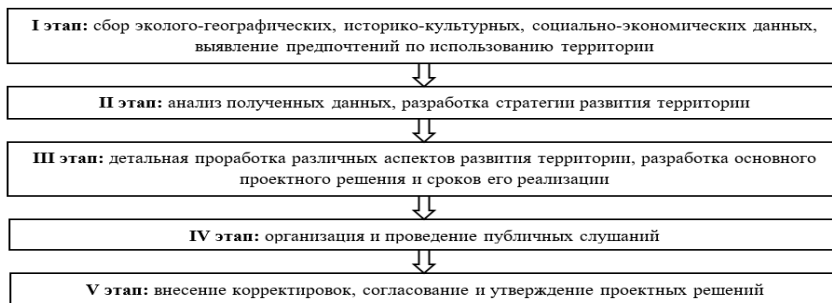 I этап: сбор эколого-географических, историко-культурных, социально-экономических данных,
выявление предпочтений по использованию территории
II этап: анализ полученных данных, разработка стратегии развития территории
III этап: детальная проработка различных аспектов развития территории, разработка основного
проектного решения и сроков его реализации
IV этап: организация и проведение публичных слушаний
V этап: внесение корректировок, согласование и утверждение проектных решений